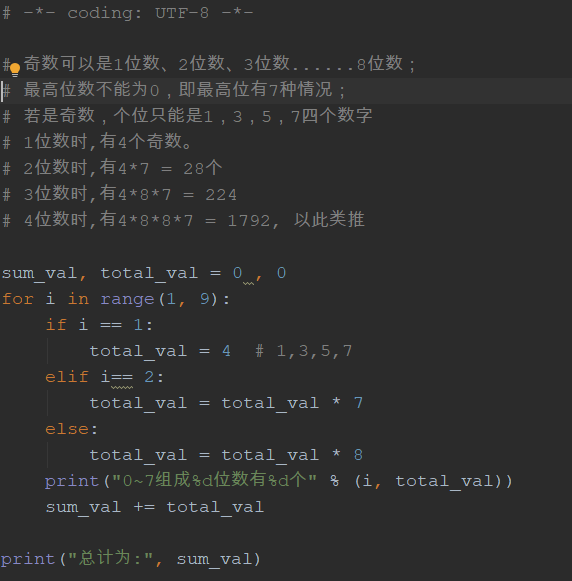 # -*- coding: UTF-8 -*-
# 奇数可以是1位数、2位数、3位数......8位数；
# 最高位数不能为0，即最高位有7种情况；
# 若是奇数，个位只能是1，3，5，7四个数字
# 1位数时,有4个奇数。
# 2位数时,有4*7 = 28个
# 3位数时,有4*8*7 = 224
# 4位数时,有4*8*8*7 = 1792, 以此类推
sum_val, total_val = 0 , 0
for i in range(1, 9):
    if i == 1:
        total_val = 4  # 1,3,5,7
    elif i== 2:
        total_val = total_val * 7
    else:
        total_val = total_val * 8
    print("0~7组成%d位数有%d个" % (i, total_val))
    sum_val += total_val
print("总计为:", sum_val)